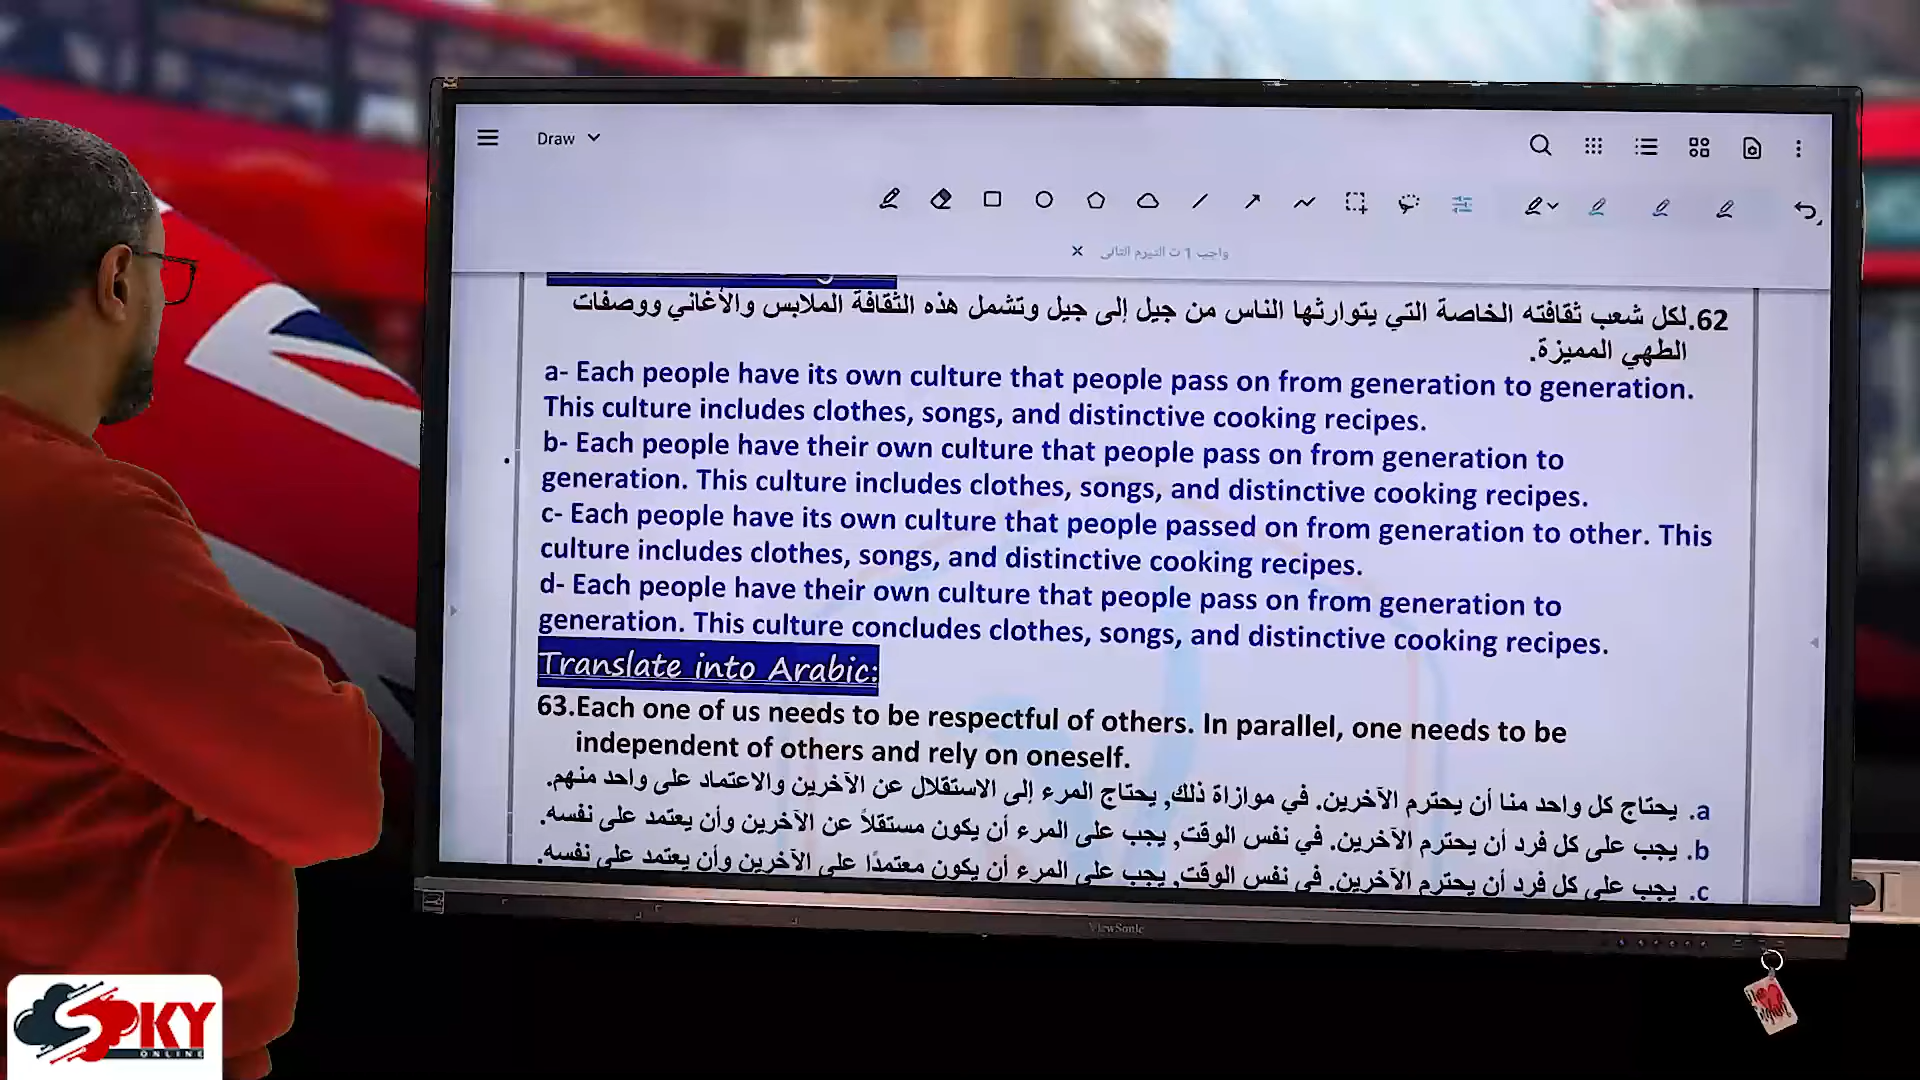 Draw
واجب 1 ت التيرم التالى
62.لكل شعب ثقافته الخاصة التي يتوارثها الناس من جيل إلى جيل وتشمل هذه الثقافة الملابس والأغاني ووصفات
الطهي المميزة.
a- Each people have its own culture that people pass on from generation to generation.
This culture includes clothes, songs, and distinctive cooking recipes.
b- Each people have their own culture that people pass on from generation to
generation. This culture includes clothes, songs, and distinctive cooking recipes.
c- Each people have its own culture that people passed on from generation to other. This
culture includes clothes, songs, and distinctive cooking recipes.
d- Each people have their own culture that people pass on from generation to
generation. This culture concludes clothes, songs, and distinctive cooking recipes.
Translate into Arabic:
63.Each one of us needs to be respectful of others. In parallel, one needs to be
independent of others and rely on oneself.
a. يحتاج كل واحد منا أن يحترم الآخرين. في موازاة ذلك, يحتاج المرء إلى الاستقلال عن الآخرين والاعتماد على واحد منهم.
b. يجب على كل فرد أن يحترم الآخرين. في نفس الوقت, يجب على المرء أن يكون مستقلاً عن الآخرين وأن يعتمد على نفسه.
c. يجب على كل فرد أن يحترم الآخرين. في نفس الوقت, يجب على المرء أن يكون معتمدًا على الآخرين وأن يعتمد على نفسه.
ViewSonic
SPKY
ONLINE